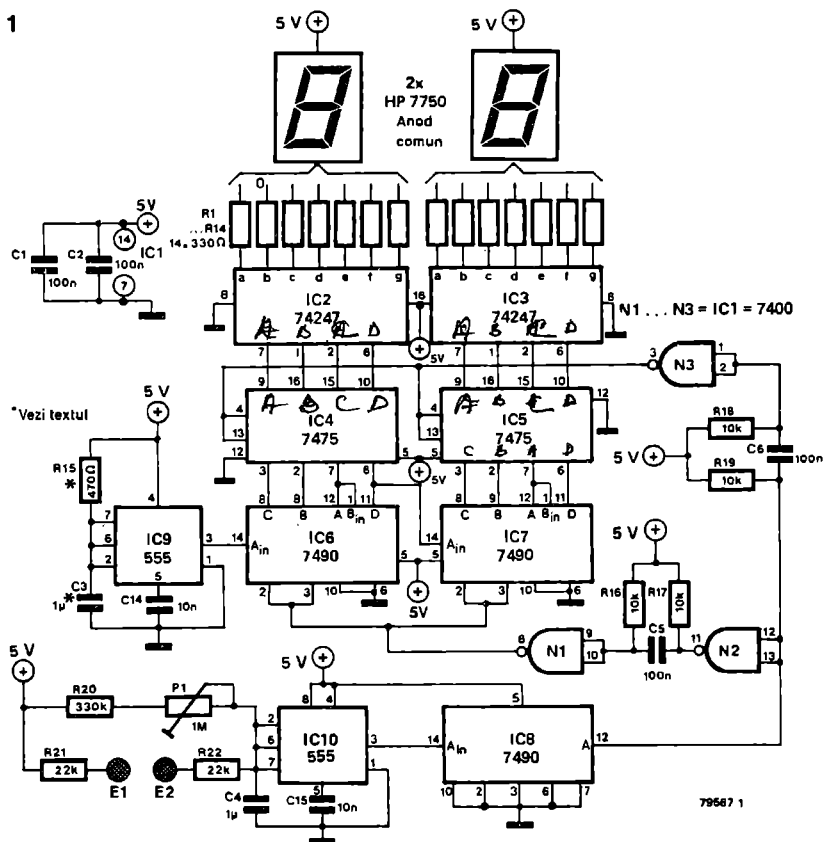 1
5 V
5 V
2x
HP 7750
Anod
comun
0
R1
...R14
14x330Ω
5V
14
IC1
C1
100n
C2
100n
7
a b c d e f g
a b c d e f g
8
IC2
74247
16
IC3
74247
8
N1 ... N3 = IC1 = 7400
A B C D
A B C D
7 1 2 6
5V
7 1 2 6
3
N3
1
2
9 16 15 10
9 16 15 10
4
13
12
A B C D
IC4
7475
4
13
A B C D
IC5
7475
12
5
5V
5
C B A D
3 2 7 6
3 2 7 6
*Vezi textul
5 V
R15
*
470Ω
R18
10k
5 V
R19
10k
C6
100n
8 9 12 1 11
C B A Bin D
Ain
14
IC6
7490
5
5V
5
8 9 12 1 11
C B A Bin D
Ain
14
IC7
7490
2 3 10 6
2 3 10 6
4
7
6
2
IC9
555
3
1
5
C3
*
1µ
C14
10n
5 V
R16
10k
R17
10k
C5
100n
8
N1
9
10
11
N2
12
13
5 V
R20
330k
P1
1M
R21
22k
E1
E2
R22
22k
C4
1µ
5 V
8 4
2
6
7
IC10
555
3
1
5
C15
10n
14
Ain
5
IC8
7490
A
12
10 2 3 6 7
79567 1